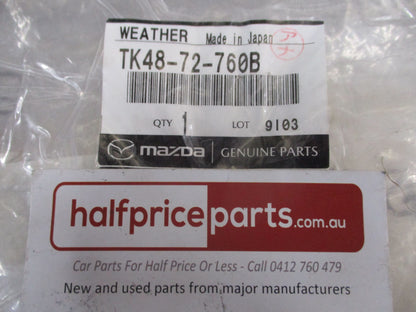 WEATHER Made in Japan
TK48-72-760B
QTY 1 LOT 9I03
mazda GENUINE PARTS
halfpriceparts.com.au
Car Parts For Half Price Or Less - Call 0412 760 479
New and used parts from major manufacturers